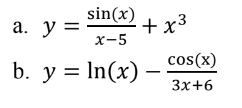 a. y = sin(x)/(x−5) + x³
b. y = ln(x) − cos(x)/(3x+6)